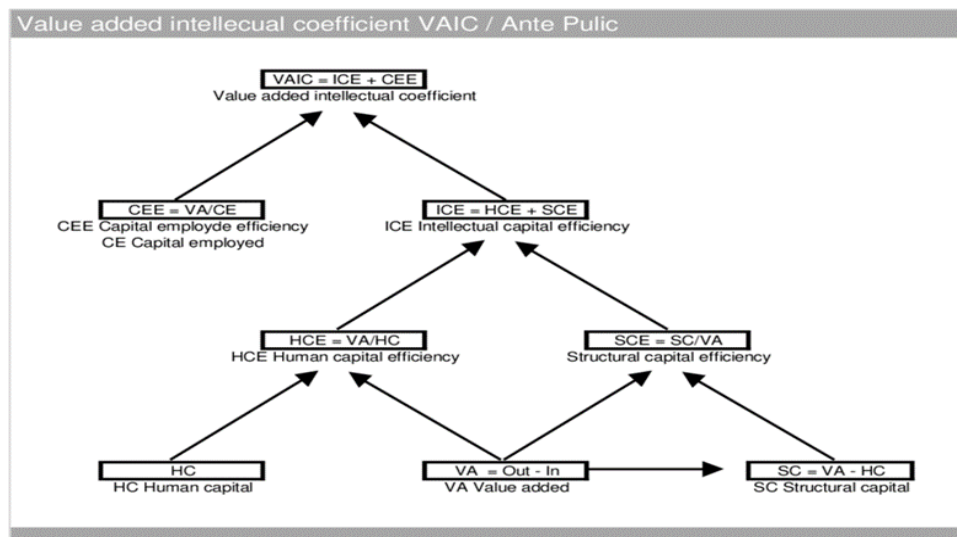 Value added intellecual coefficient VAIC / Ante Pulic
VAIC = ICE + CEE
Value added intellectual coefficient
CEE = VA/CE
CEE Capital employde efficiency
CE Capital employed
ICE = HCE + SCE
ICE Intellectual capital efficiency
HCE = VA/HC
HCE Human capital efficiency
SCE = SC/VA
Structural capital efficiency
HC
HC Human capital
VA = Out - In
VA Value added
SC = VA - HC
SC Structural capital